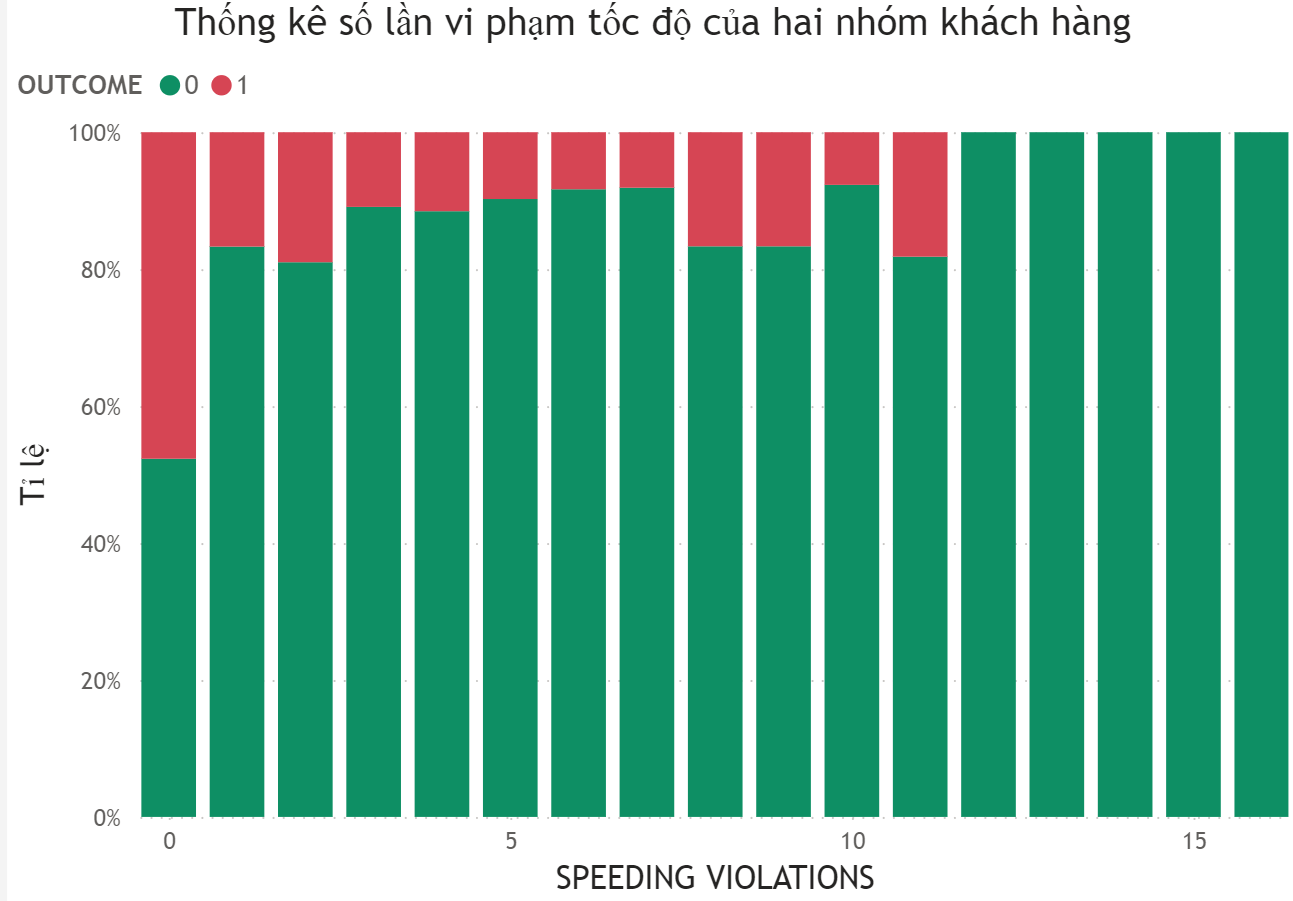 Thống kê số lần vi phạm tốc độ của hai nhóm khách hàng
OUTCOME 0 1
100%
80%
60%
40%
20%
0%
Tỉ lệ
0 5 10 15
SPEEDING VIOLATIONS